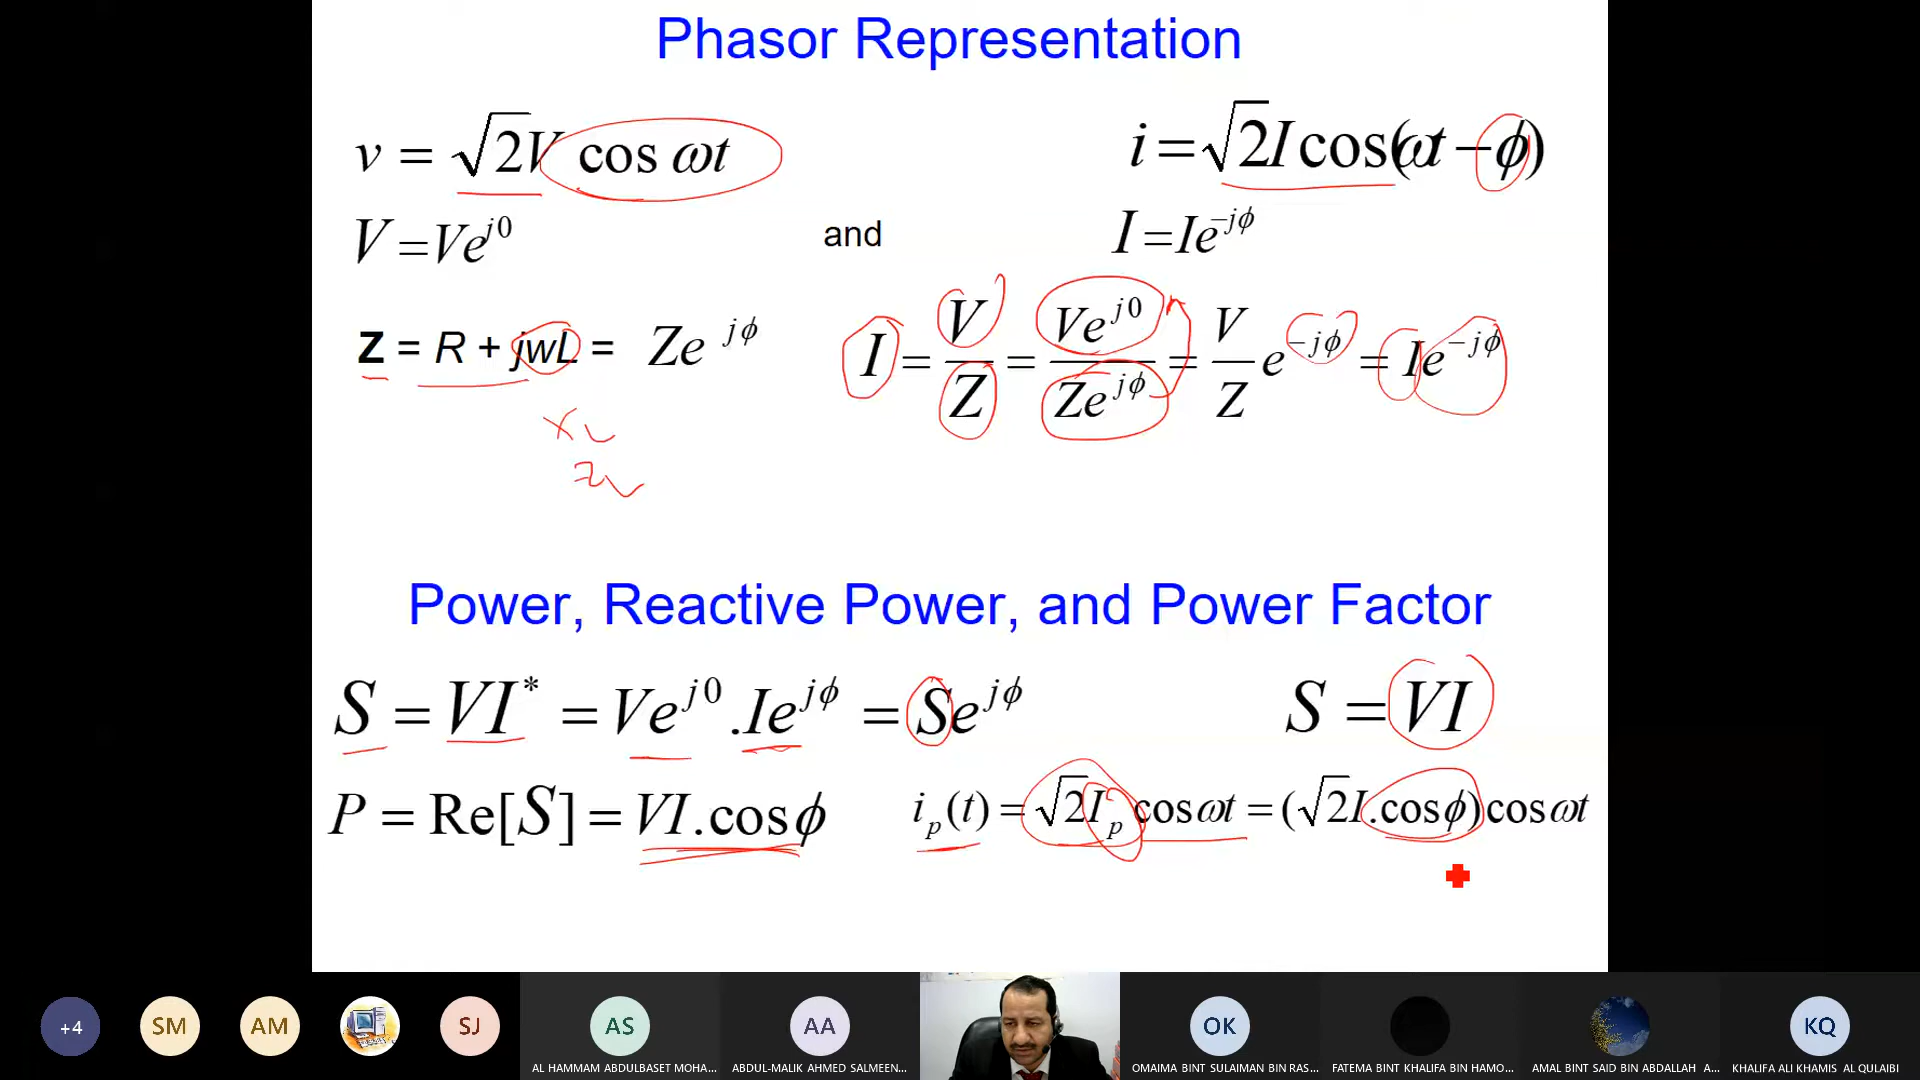 Phasor Representation
v = √2V cos ωt
i = √2I cos(ωt − ϕ)
V = Ve^{j0}
and
I = Ie^{−jϕ}
Z = R + jwL = Ze^{jϕ}
I = V/Z = Ve^{j0}/Ze^{jϕ} = V/Z e^{−jϕ} = Ie^{−jϕ}
X L
Power, Reactive Power, and Power Factor
S = VI* = Ve^{j0}.Ie^{jϕ} = Se^{jϕ}
S = VI
P = Re[S] = VI.cosϕ
i_p(t) = √2I_p cosωt = (√2I.cosϕ)cosωt
+4
SM
AM
SJ
AS
AA
OK
KQ
AL HAMMAM ABDULBASET MOHA...
ABDUL-MALIK AHMED SALMEEN...
OMAIMA BINT SULAIMAN BIN RAS...
FATEMA BINT KHALIFA BIN HAMO...
AMAL BINT SAID BIN ABDALLAH A...
KHALIFA ALI KHAMIS AL QULAIBI